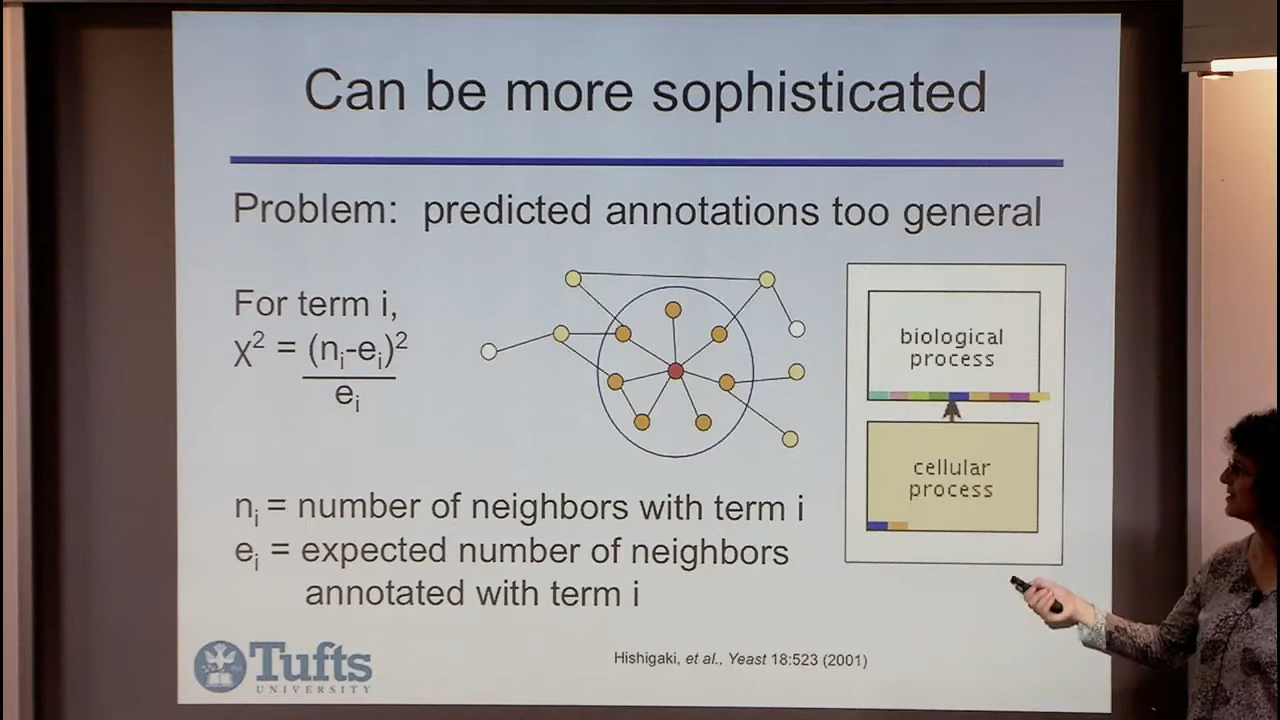 Can be more sophisticated
Problem: predicted annotations too general
For term i,
χ² = (nᵢ-eᵢ)²
eᵢ
biological
process
cellular
process
nᵢ = number of neighbors with term i
eᵢ = expected number of neighbors
annotated with term i
Tufts
UNIVERSITY
Hishigaki, et al., Yeast 18:523 (2001)